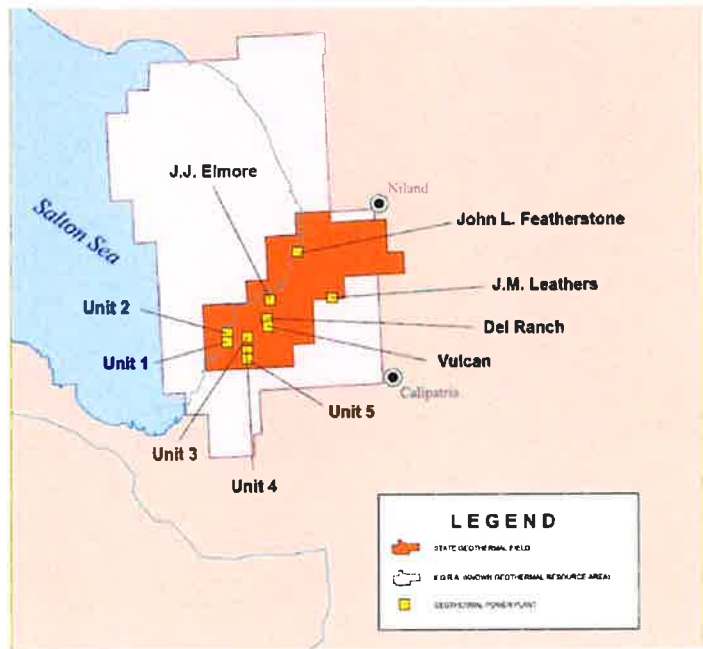 J.J. Elmore
Niland
John L. Featherstone
Salton Sea
J.M. Leathers
Unit 2
Del Ranch
Unit 1
Vulcan
Calipatria
Unit 5
Unit 3
Unit 4
LEGEND
STATE GEOTHERMAL FIELD
K.G.R.A. (KNOWN GEOTHERMAL RESOURCE AREA)
GEOTHERMAL POWER PLANT